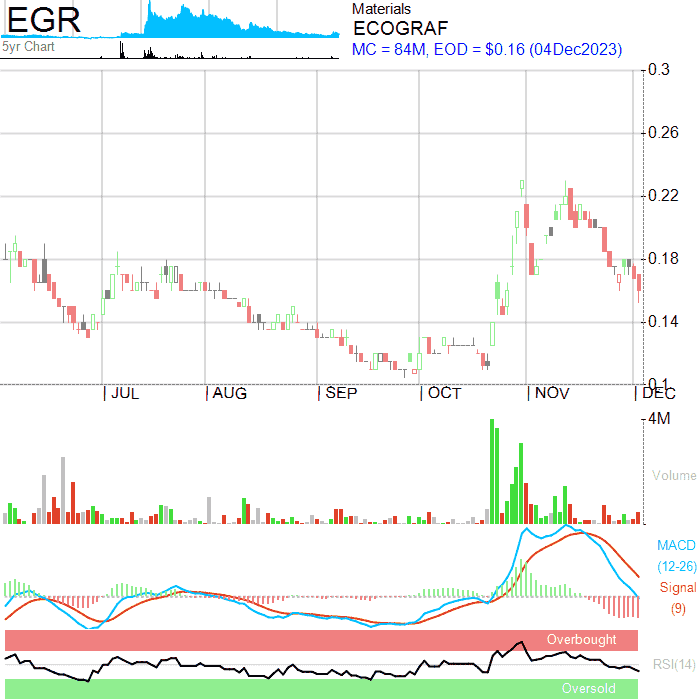 EGR
5yr Chart
Materials
ECOGRAF
MC = 84M, EOD = $0.16 (04Dec2023)
0.3
0.26
0.22
0.18
0.14
0.1
JUL AUG SEP OCT NOV DEC
4M
Volume
MACD
(12-26)
Signal
(9)
Overbought
RSI(14)
Oversold